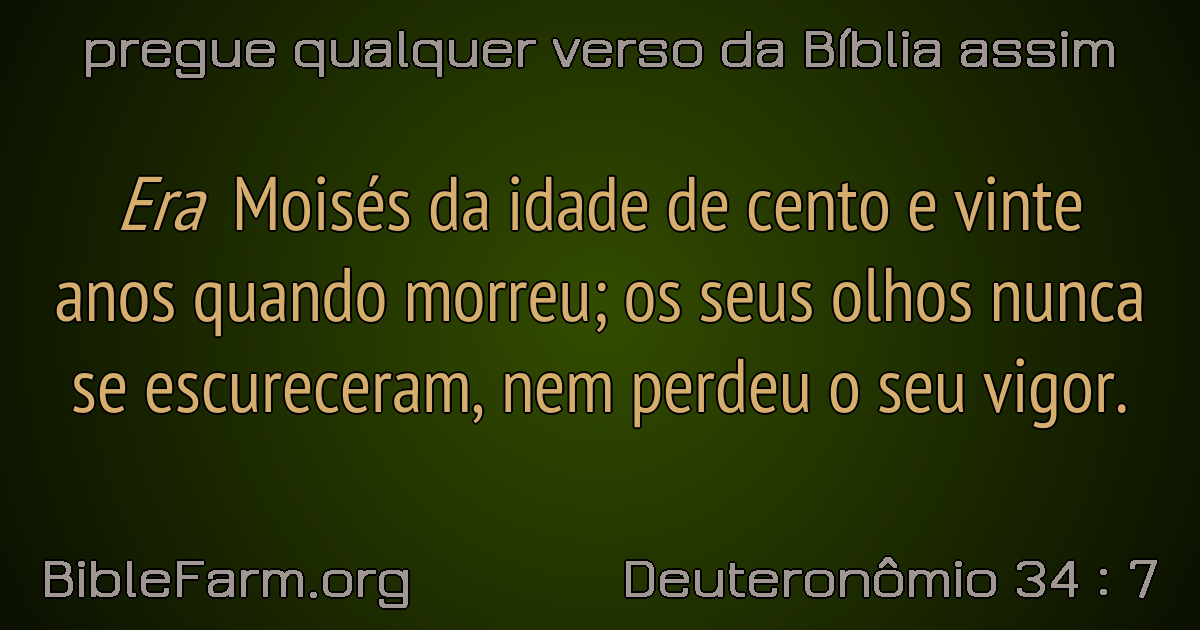 pregue qualquer verso da Bíblia assim
Era Moisés da idade de cento e vinte
anos quando morreu; os seus olhos nunca
se escureceram, nem perdeu o seu vigor.
BibleFarm.org
Deuteronômio 34 : 7